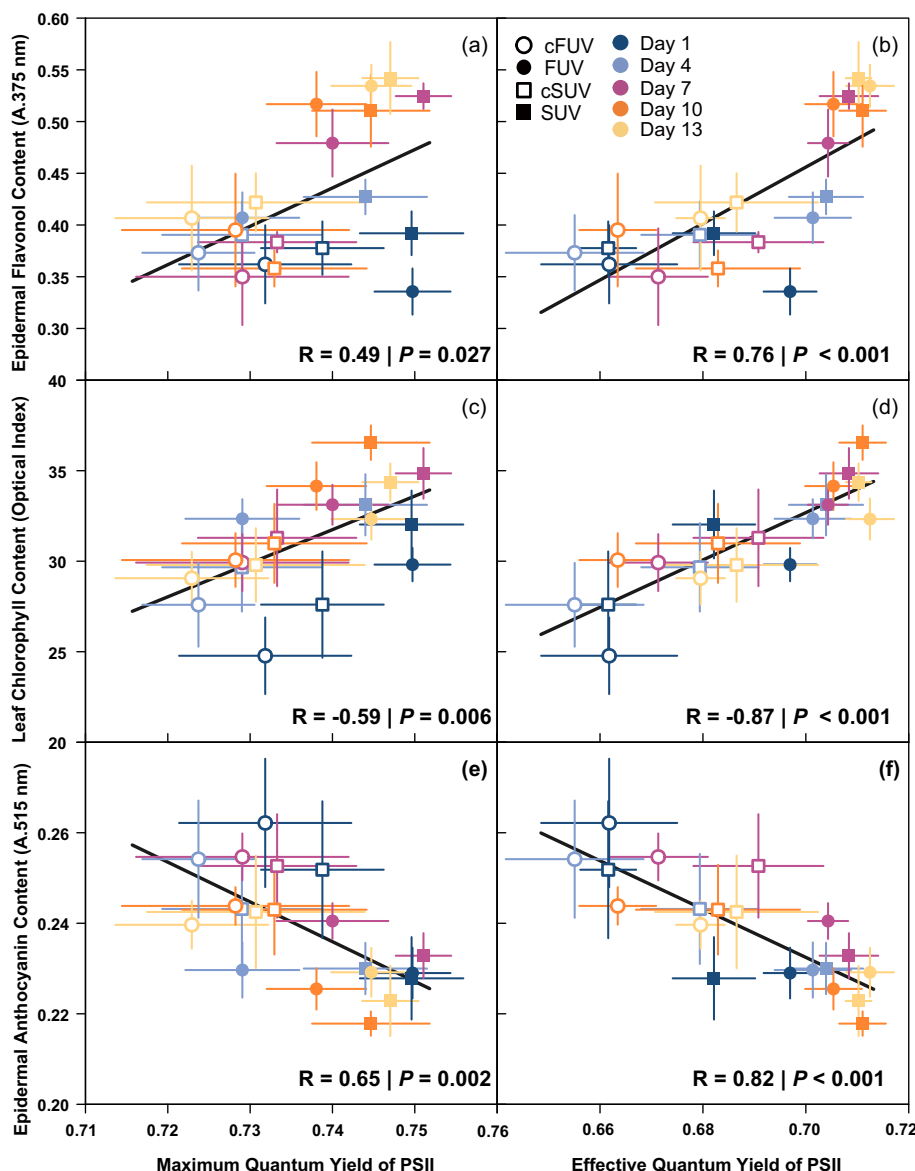 Epidermal Flavonol Content (A.375 nm)
0.60
0.55
0.50
0.45
0.40
0.35
0.30
(a)
R = 0.49 | P = 0.027
(b)
cFUV
FUV
cSUV
SUV
Day 1
Day 4
Day 7
Day 10
Day 13
R = 0.76 | P < 0.001
Leaf Chlorophyll Content (Optical Index)
40
35
30
25
20
(c)
R = -0.59 | P = 0.006
(d)
R = -0.87 | P < 0.001
Epidermal Anthocyanin Content (A.515 nm)
0.26
0.24
0.22
0.20
(e)
R = 0.65 | P = 0.002
(f)
R = 0.82 | P < 0.001
0.71 0.72 0.73 0.74 0.75 0.76
0.66 0.68 0.70 0.72
Maximum Quantum Yield of PSII
Effective Quantum Yield of PSII